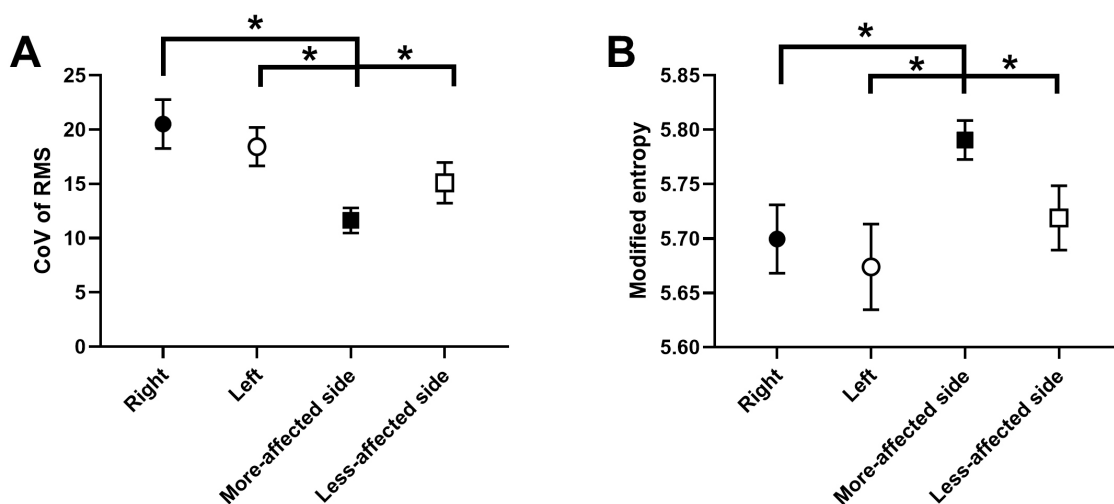 A
*
*
*
CoV of RMS
25
20
15
10
5
0
Right
Left
More-affected side
Less-affected side
B
*
*
*
Modified entropy
5.85
5.80
5.75
5.70
5.65
5.60
Right
Left
More-affected side
Less-affected side